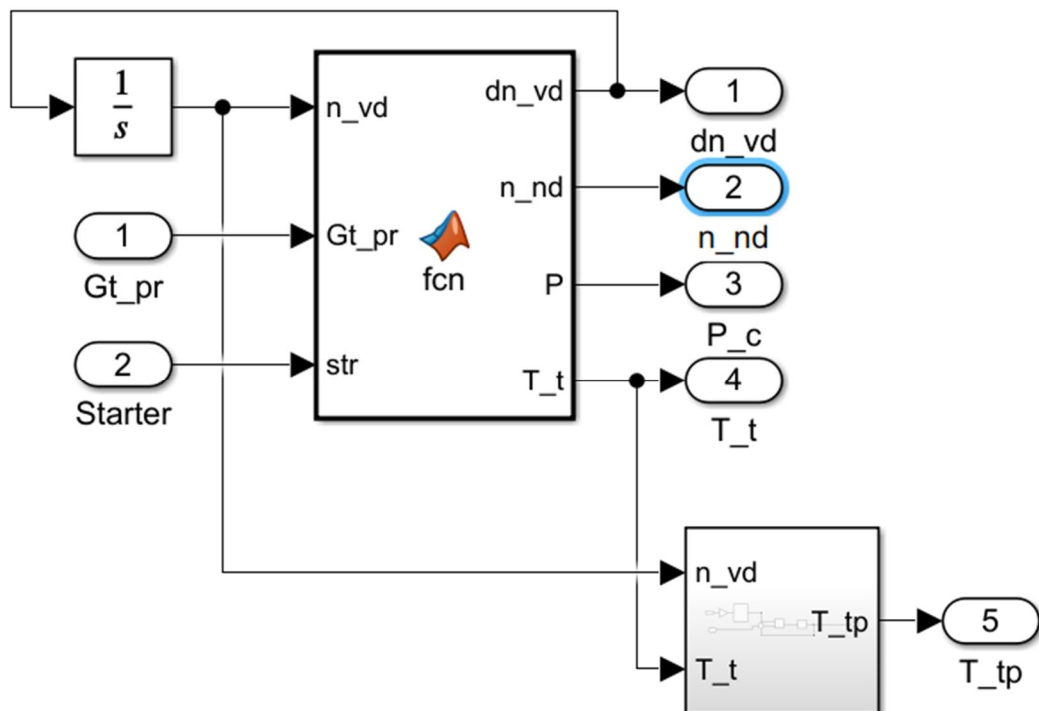 1
s
n_vd
dn_vd
1
dn_vd
n_nd
2
n_nd
1
Gt_pr
Gt_pr
fcn
P
3
P_c
2
Starter
str
T_t
4
T_t
n_vd
T_tp
T_t
5
T_tp